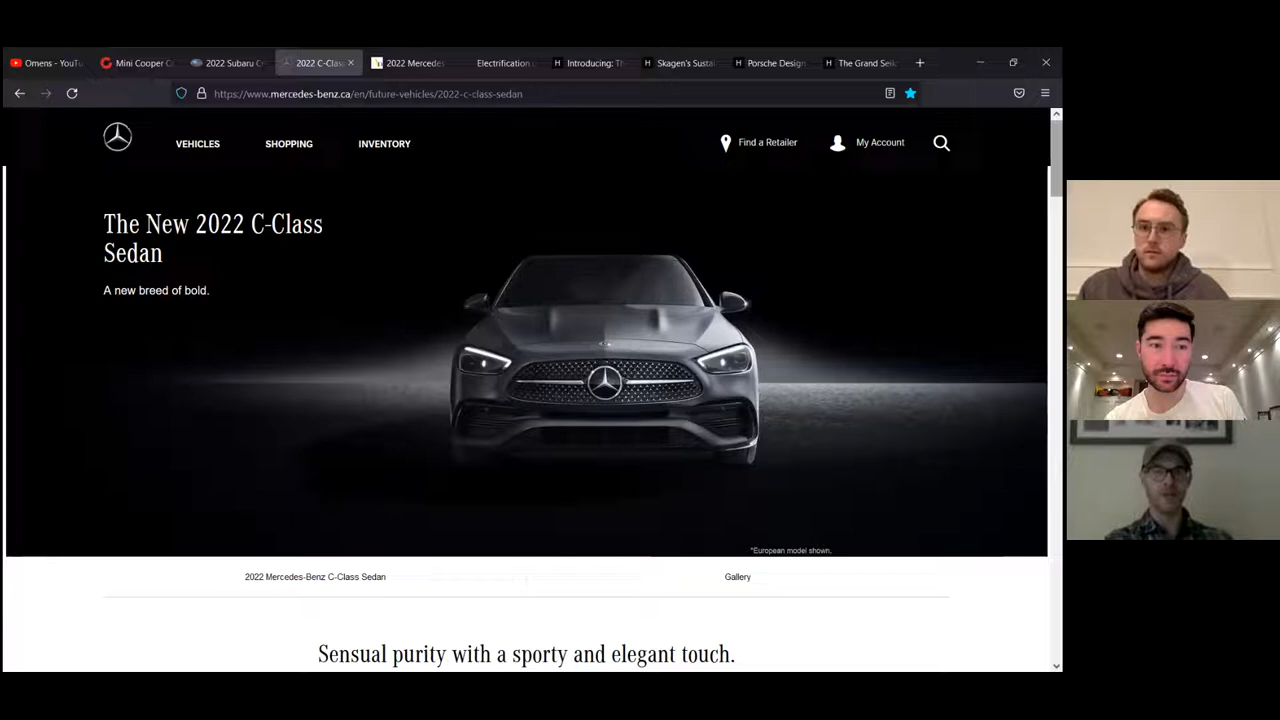 Omens - YouTu
Mini Cooper C
2022 Subaru Cr
2022 C-Clas
2022 Mercedes
Electrification
Introducing: Th
Skagen's Sustai
Porsche Design
The Grand Seik
https://www.mercedes-benz.ca/en/future-vehicles/2022-c-class-sedan
VEHICLES
SHOPPING
INVENTORY
Find a Retailer
My Account
The New 2022 C-Class
Sedan
A new breed of bold.
*European model shown.
2022 Mercedes-Benz C-Class Sedan
Gallery
Sensual purity with a sporty and elegant touch.